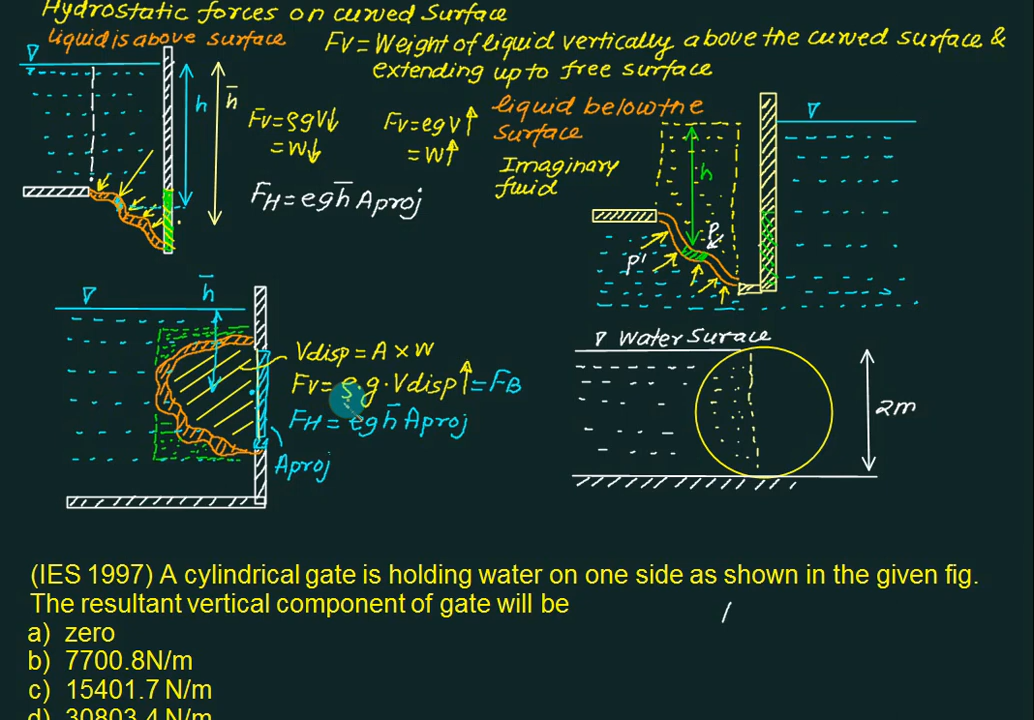 Hydrostatic forces on curved Surface
liquid is above surface
Fv = Weight of liquid vertically above the curved surface &
extending up to free surface
h
h̄
Fv = ρgV↓
= W↓
Fv = ρgV↑
= W↑
F̄H = ρgh̄ Aproj
liquid below the
surface
Imaginary
fluid
h
P
P'
h̄
Vdisp = A × W
Fv = ρ.g.Vdisp↑ = FB
FH = ρgh̄ Aproj
Aproj
Water Surace
2m
(IES 1997) A cylindrical gate is holding water on one side as shown in the given fig.
The resultant vertical component of gate will be
a) zero
b) 7700.8N/m
c) 15401.7 N/m
d) 30803.4 N/m